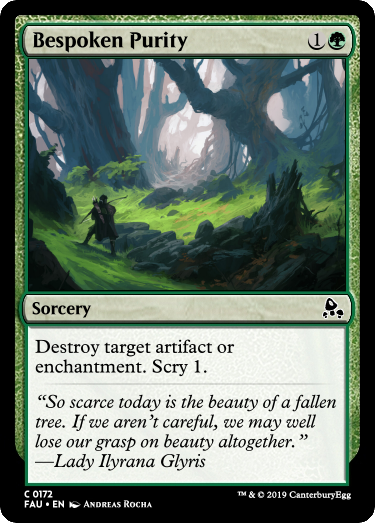 Bespoken Purity 1
Sorcery
Destroy target artifact or
enchantment. Scry 1.
“So scarce today is the beauty of a fallen
tree. If we aren’t careful, we may well
lose our grasp on beauty altogether.”
—Lady Ilyrana Glyris
C 0172
FAU • EN Andreas Rocha
™ & © 2019 CanterburyEgg